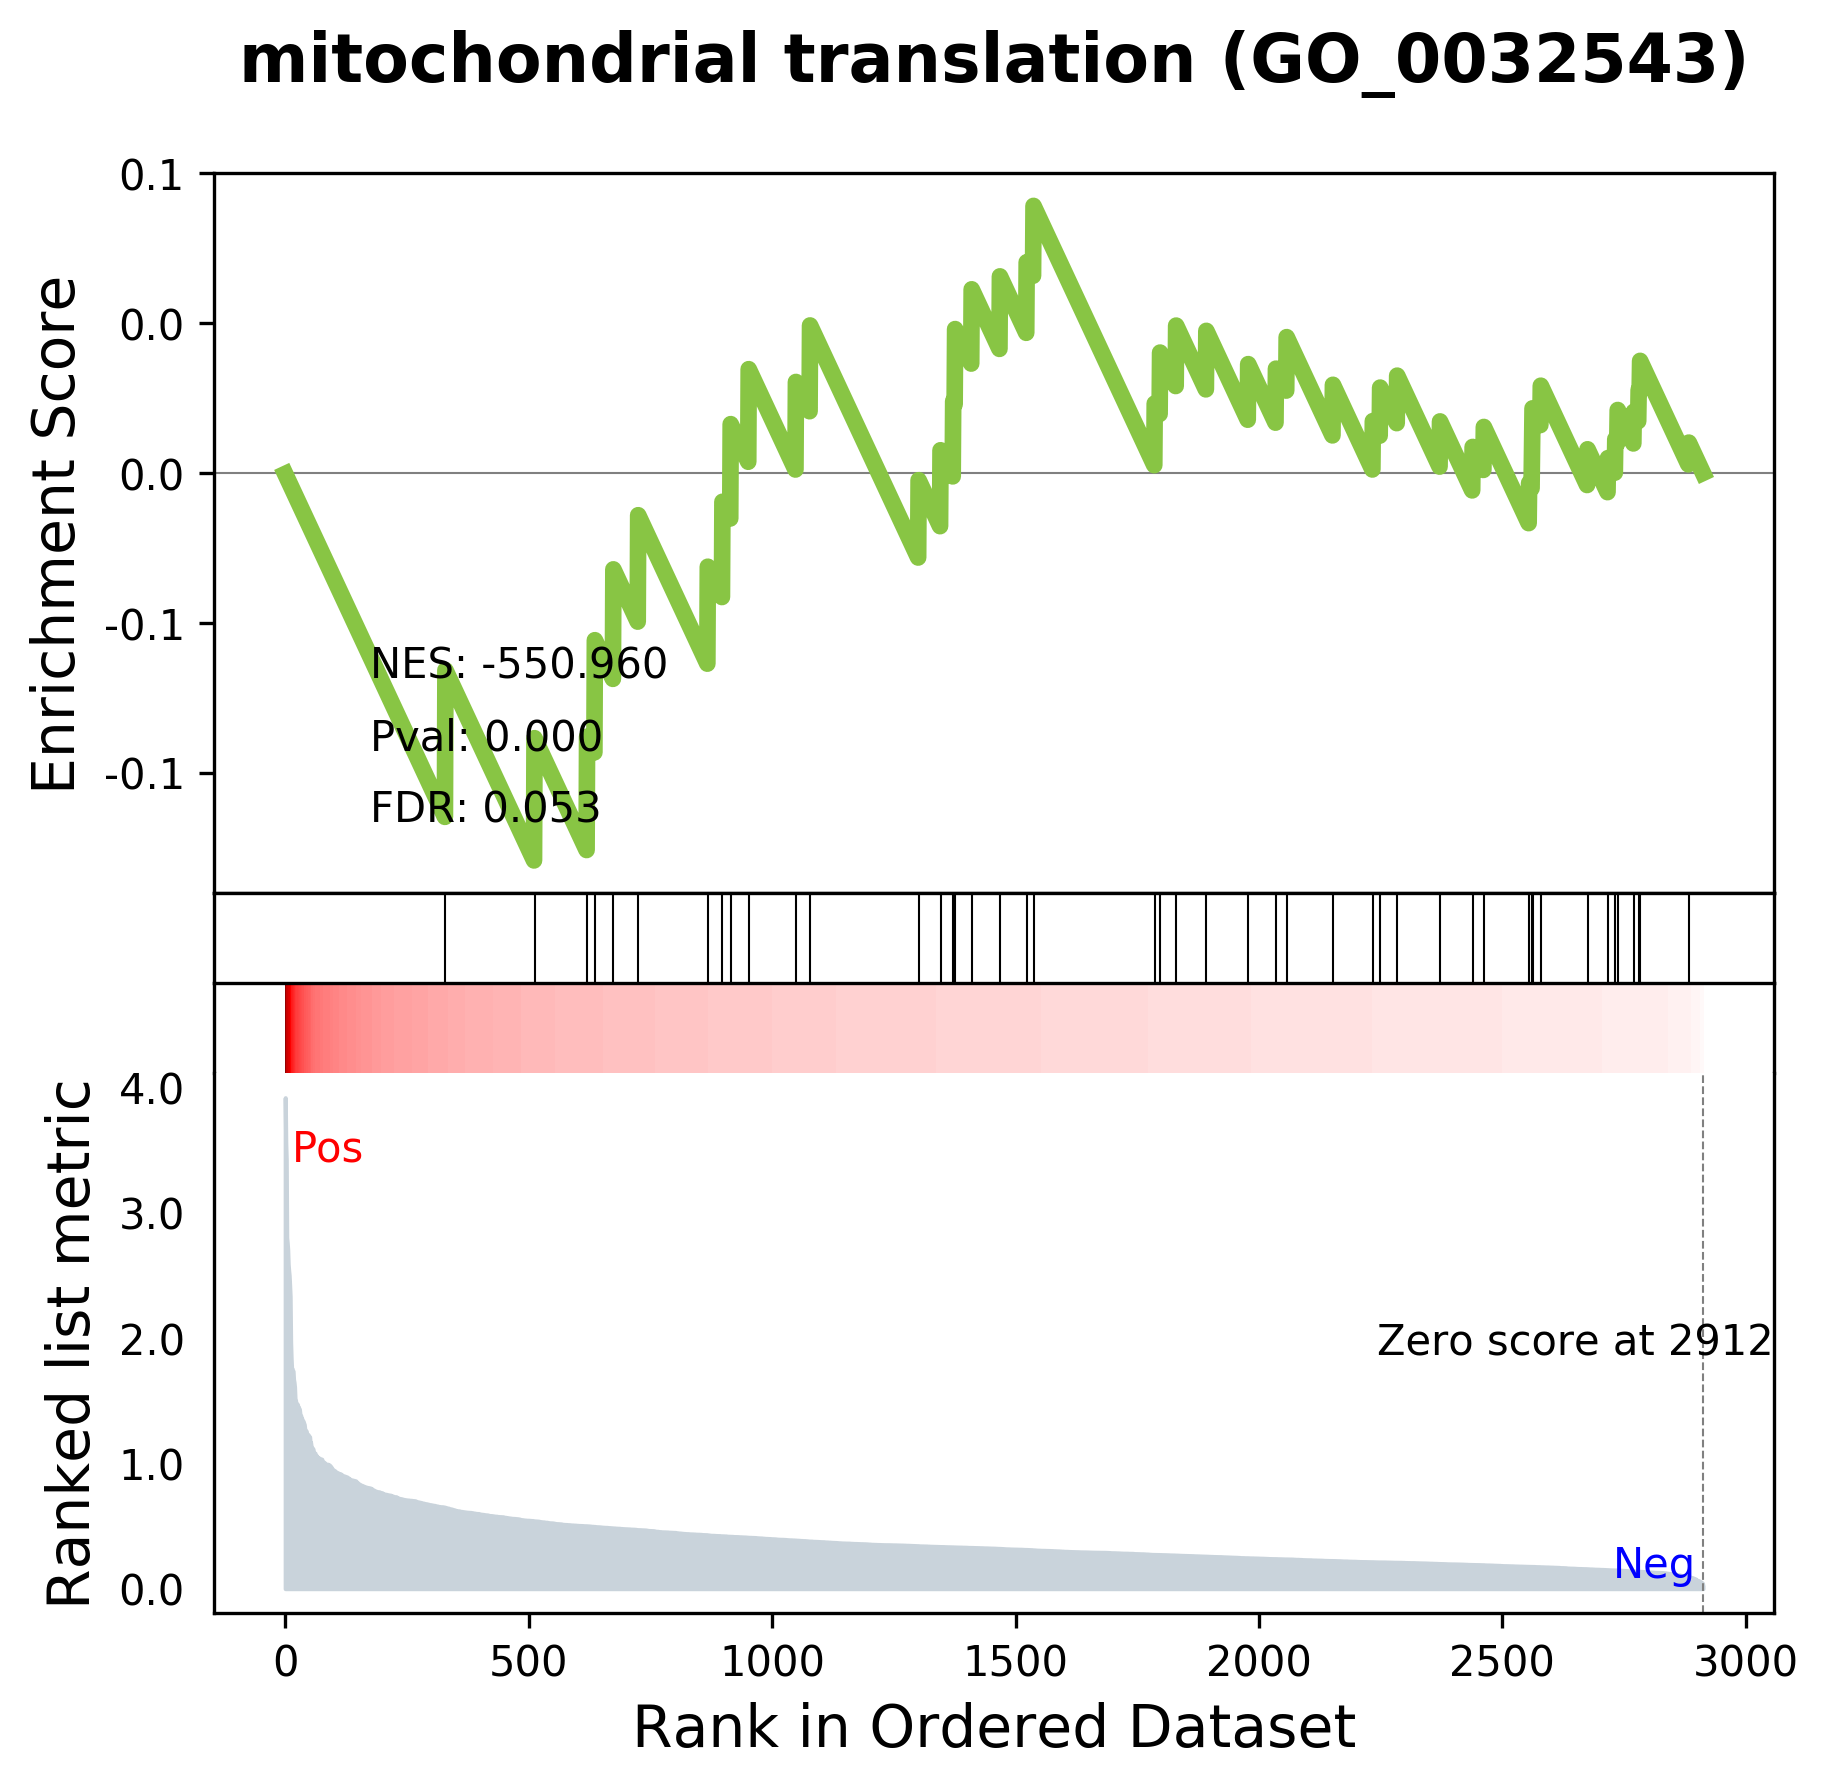 mitochondrial translation (GO_0032543)
Enrichment Score
0.1
0.0
0.0
-0.1
-0.1
NES: -550.960
Pval: 0.000
FDR: 0.053
Ranked list metric
4.0
3.0
2.0
1.0
0.0
Pos
Zero score at 2912
Neg
0 500 1000 1500 2000 2500 3000
Rank in Ordered Dataset